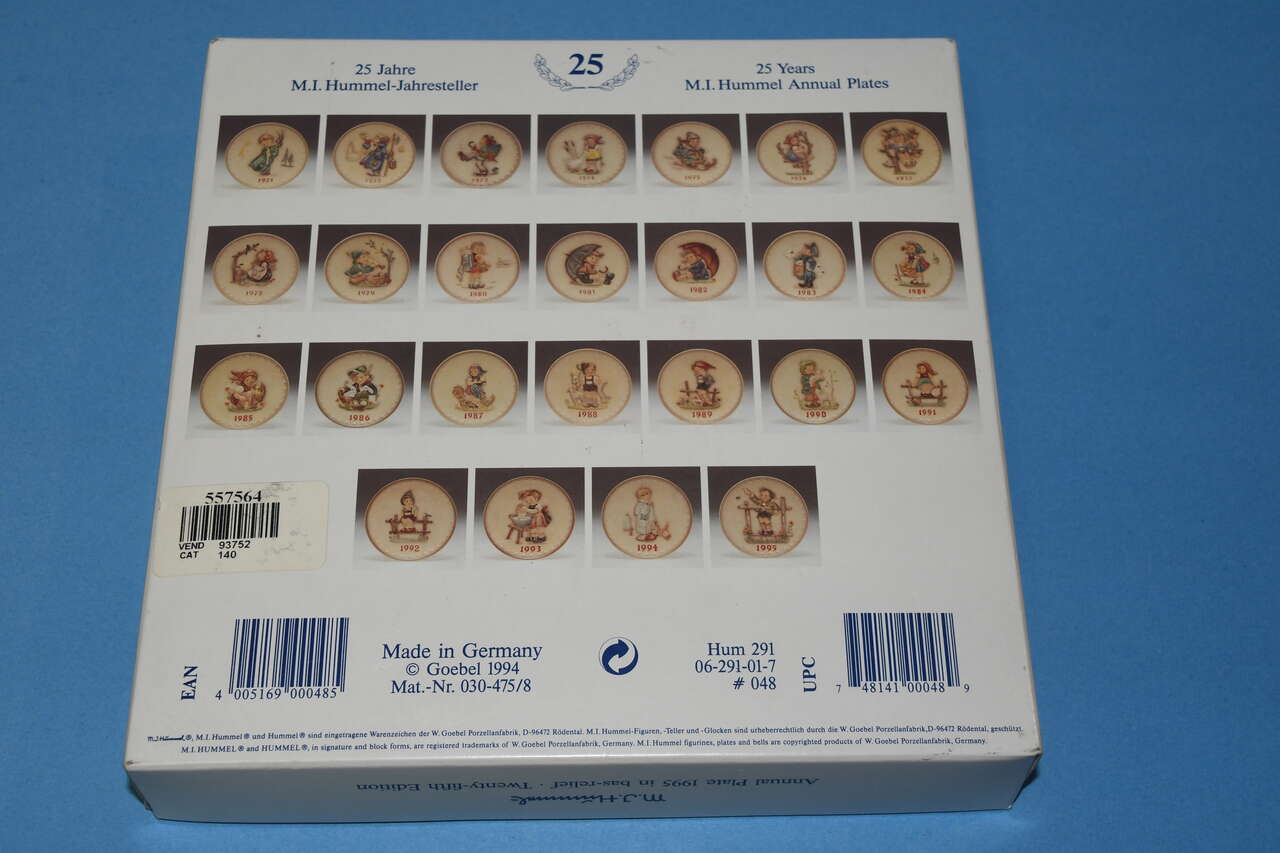 25 Jahre
M.I. Hummel-Jahresteller
25
25 Years
M.I. Hummel Annual Plates
1971
1973
1975
1979
1980
1981
1982
1983
1984
1985
1986
1987
1988
1989
1990
1991
1992
1993
1994
1995
557564
VEND 93752
CAT 140
EAN
4 005169 000485
Made in Germany
© Goebel 1994
Mat.-Nr. 030-475/8
Hum 291
06-291-01-7
# 048
UPC
7 48141 00048 9
M.I. Hummel®, M.I. Hummel® und Hummel® sind eingetragene Warenzeichen der W. Goebel Porzellanfabrik, D-96472 Rödental. M.I. Hummel-Figuren, -Teller und -Glocken sind urheberrechtlich durch die W. Goebel Porzellanfabrik, D-96472 Rödental, geschützt.
M.I. HUMMEL® and HUMMEL®, in signature and block forms, are registered trademarks of W. Goebel Porzellanfabrik, Germany. M.I. Hummel figurines, plates and bells are copyrighted products of W. Goebel Porzellanfabrik, Germany.
M.I. Hummel
Annual Plate 1995 in bas-relief · Twenty-fifth Edition